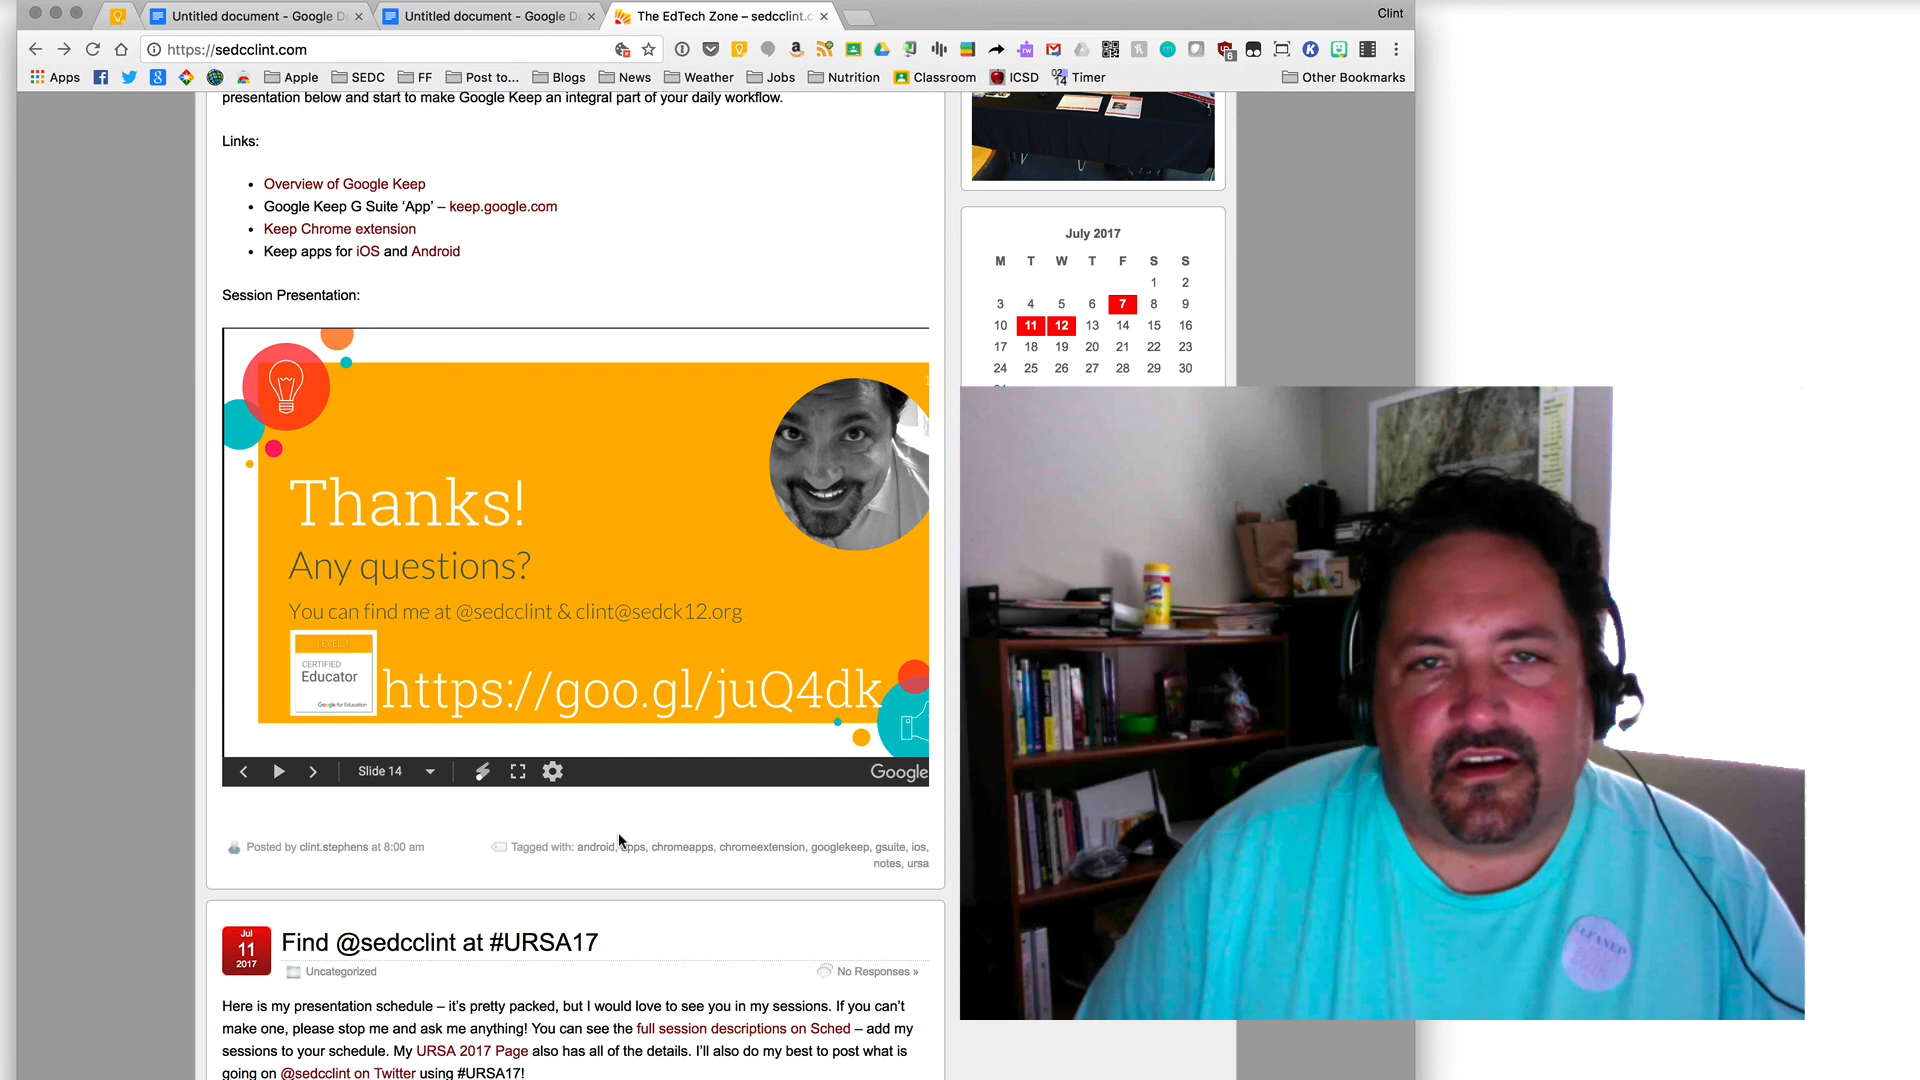 Untitled document - Google D
Untitled document - Google D
The EdTech Zone – sedcclint.c
Clint
https://sedcclint.com
Apps
Apple
SEDC
FF
Post to...
Blogs
News
Weather
Jobs
Nutrition
Classroom
ICSD
Timer
Other Bookmarks
presentation below and start to make Google Keep an integral part of your daily workflow.
Links:
• Overview of Google Keep
• Google Keep G Suite ‘App’ – keep.google.com
• Keep Chrome extension
• Keep apps for iOS and Android
Session Presentation:
Thanks!
Any questions?
You can find me at @sedcclint & clint@sedck12.org
LEVEL 1
CERTIFIED
Educator
Google for Education
https://goo.gl/juQ4dk
Slide 14
Google
Posted by clint.stephens at 8:00 am
Tagged with: android, apps, chromeapps, chromeextension, googlekeep, gsuite, ios,
notes, ursa
Jul
11
2017
Find @sedcclint at #URSA17
Uncategorized
No Responses »
Here is my presentation schedule – it’s pretty packed, but I would love to see you in my sessions. If you can’t
make one, please stop me and ask me anything! You can see the full session descriptions on Sched – add my
sessions to your schedule. My URSA 2017 Page also has all of the details. I’ll also do my best to post what is
going on @sedcclint on Twitter using #URSA17!
July 2017
M T W T F S S
1 2
3 4 5 6 7 8 9
10 11 12 13 14 15 16
17 18 19 20 21 22 23
24 25 26 27 28 29 30
CLEANED